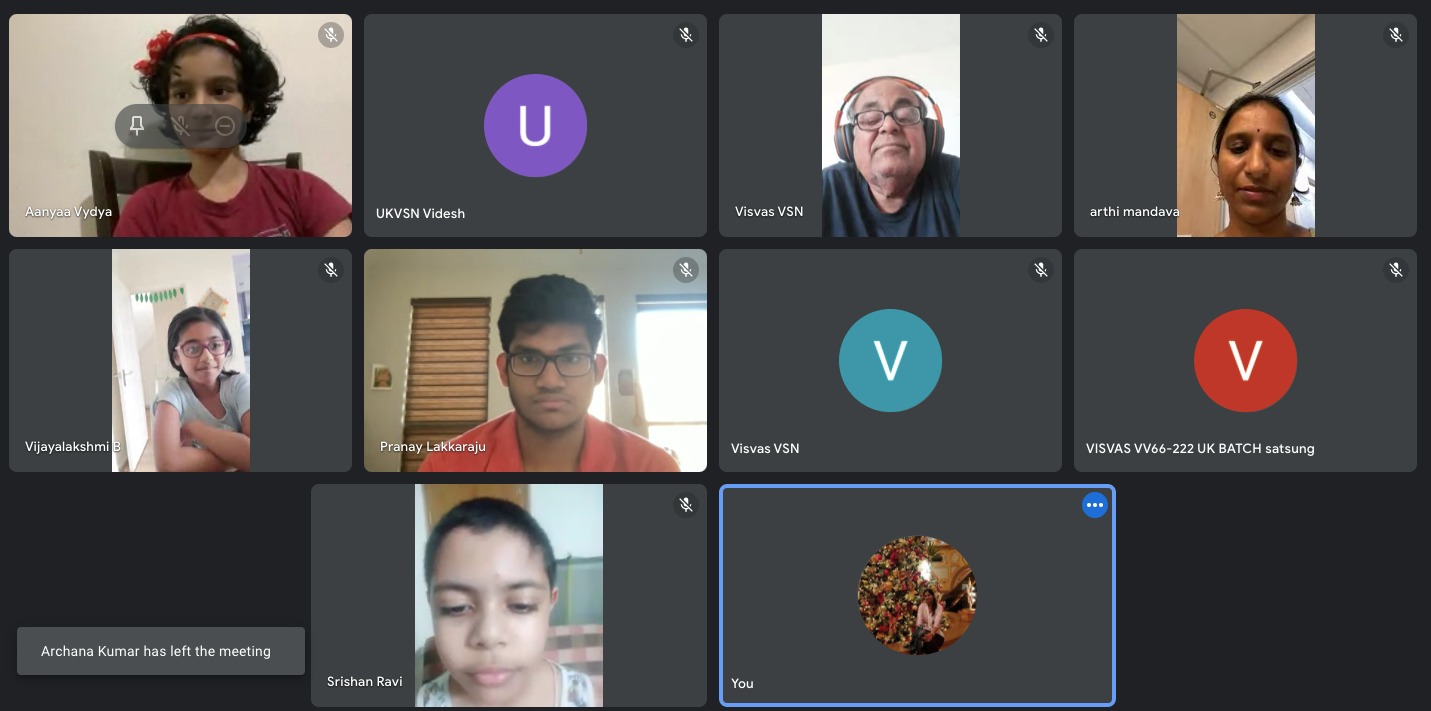 Aanyaa Vydya
U
UKVSN Videsh
Visvas VSN
arthi mandava
Vijayalakshmi B
Pranay Lakkaraju
V
Visvas VSN
V
VISVAS VV66-222 UK BATCH satsung
Archana Kumar has left the meeting
Srishan Ravi
You